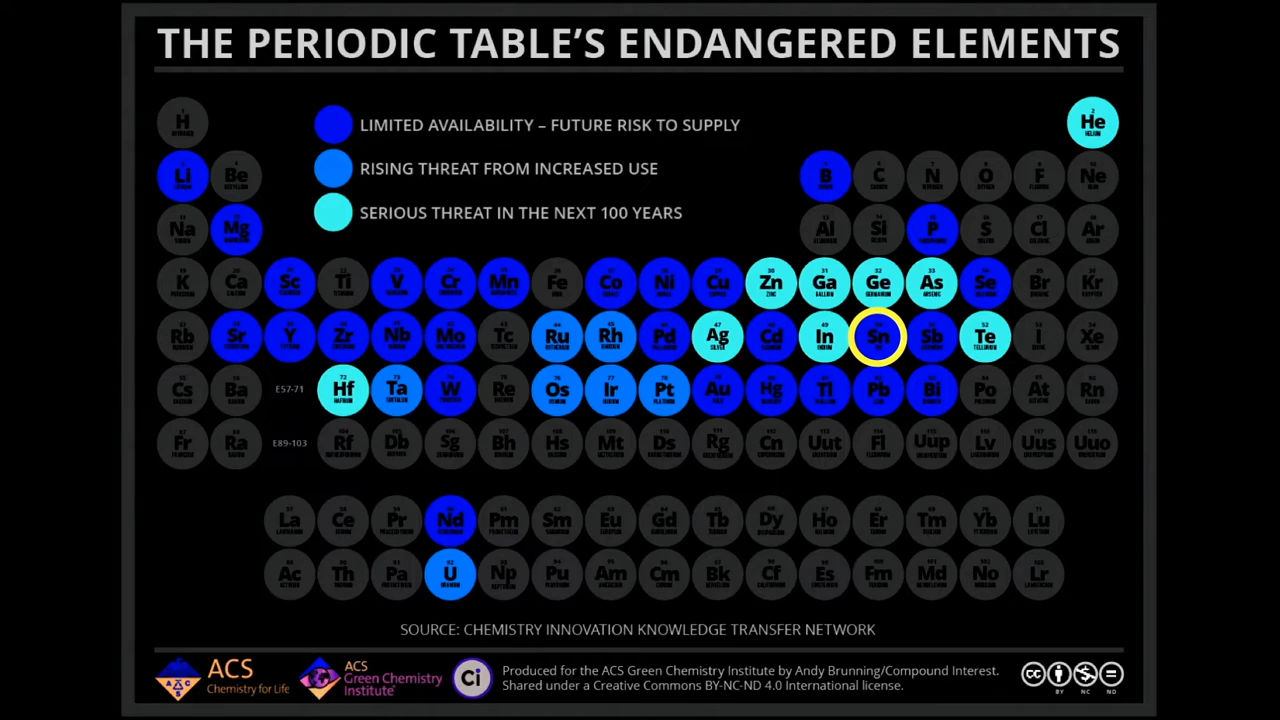 THE PERIODIC TABLE'S ENDANGERED ELEMENTS
LIMITED AVAILABILITY – FUTURE RISK TO SUPPLY
RISING THREAT FROM INCREASED USE
SERIOUS THREAT IN THE NEXT 100 YEARS
H He
Li Be B C N O F Ne
Na Mg Al Si P S Cl Ar
K Ca Sc Ti V Cr Mn Fe Co Ni Cu Zn Ga Ge As Se Br Kr
Rb Sr Y Zr Nb Mo Tc Ru Rh Pd Ag Cd In Sn Sb Te I Xe
Cs Ba E57-71 Hf Ta W Re Os Ir Pt Au Hg Tl Pb Bi Po At Rn
Fr Ra E89-103 Rf Db Sg Bh Hs Mt Ds Rg Cn Uut Fl Uup Lv Uus Uuo
La Ce Pr Nd Pm Sm Eu Gd Tb Dy Ho Er Tm Yb Lu
Ac Th Pa U Np Pu Am Cm Bk Cf Es Fm Md No Lr
SOURCE: CHEMISTRY INNOVATION KNOWLEDGE TRANSFER NETWORK
ACS
Chemistry for Life
ACS
Green Chemistry
Institute
Ci
Produced for the ACS Green Chemistry Institute by Andy Brunning/Compound Interest.
Shared under a Creative Commons BY-NC-ND 4.0 International license.
cc
BY NC ND